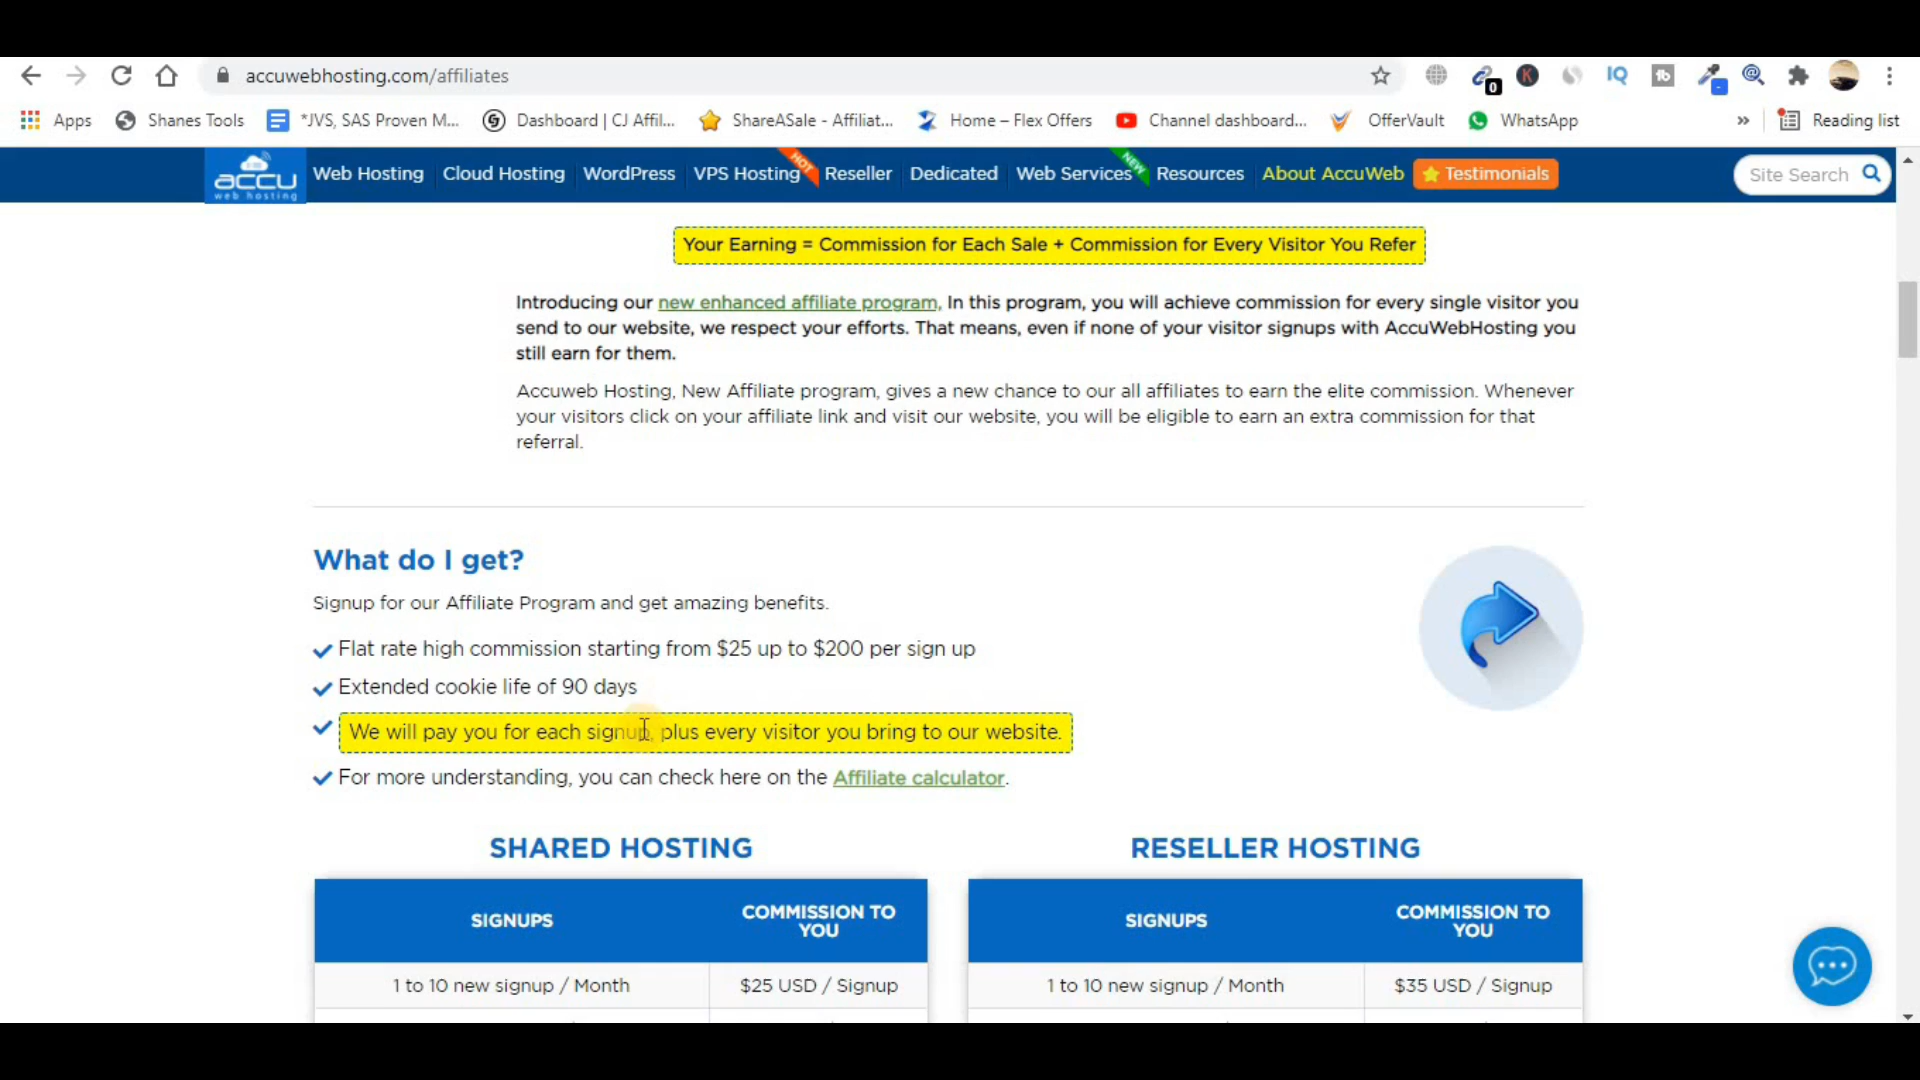 accuwebhosting.com/affiliates
0
K
IQ
tb
Apps
Shanes Tools
*JVS, SAS Proven M...
Dashboard | CJ Affil...
ShareASale - Affiliat...
Home – Flex Offers
Channel dashboard...
OfferVault
WhatsApp
»
Reading list
accu
web hosting
Web Hosting
Cloud Hosting
WordPress
VPS Hosting
HOT
Reseller
Dedicated
Web Services
NEW
Resources
About AccuWeb
Testimonials
Site Search
Your Earning = Commission for Each Sale + Commission for Every Visitor You Refer
Introducing our new enhanced affiliate program, In this program, you will achieve commission for every single visitor you
send to our website, we respect your efforts. That means, even if none of your visitor signups with AccuWebHosting you
still earn for them.
Accuweb Hosting, New Affiliate program, gives a new chance to our all affiliates to earn the elite commission. Whenever
your visitors click on your affiliate link and visit our website, you will be eligible to earn an extra commission for that
referral.
What do I get?
Signup for our Affiliate Program and get amazing benefits.
Flat rate high commission starting from $25 up to $200 per sign up
Extended cookie life of 90 days
We will pay you for each signup, plus every visitor you bring to our website.
For more understanding, you can check here on the Affiliate calculator.
SHARED HOSTING
SIGNUPS
COMMISSION TO
YOU
1 to 10 new signup / Month
$25 USD / Signup
RESELLER HOSTING
SIGNUPS
COMMISSION TO
YOU
1 to 10 new signup / Month
$35 USD / Signup